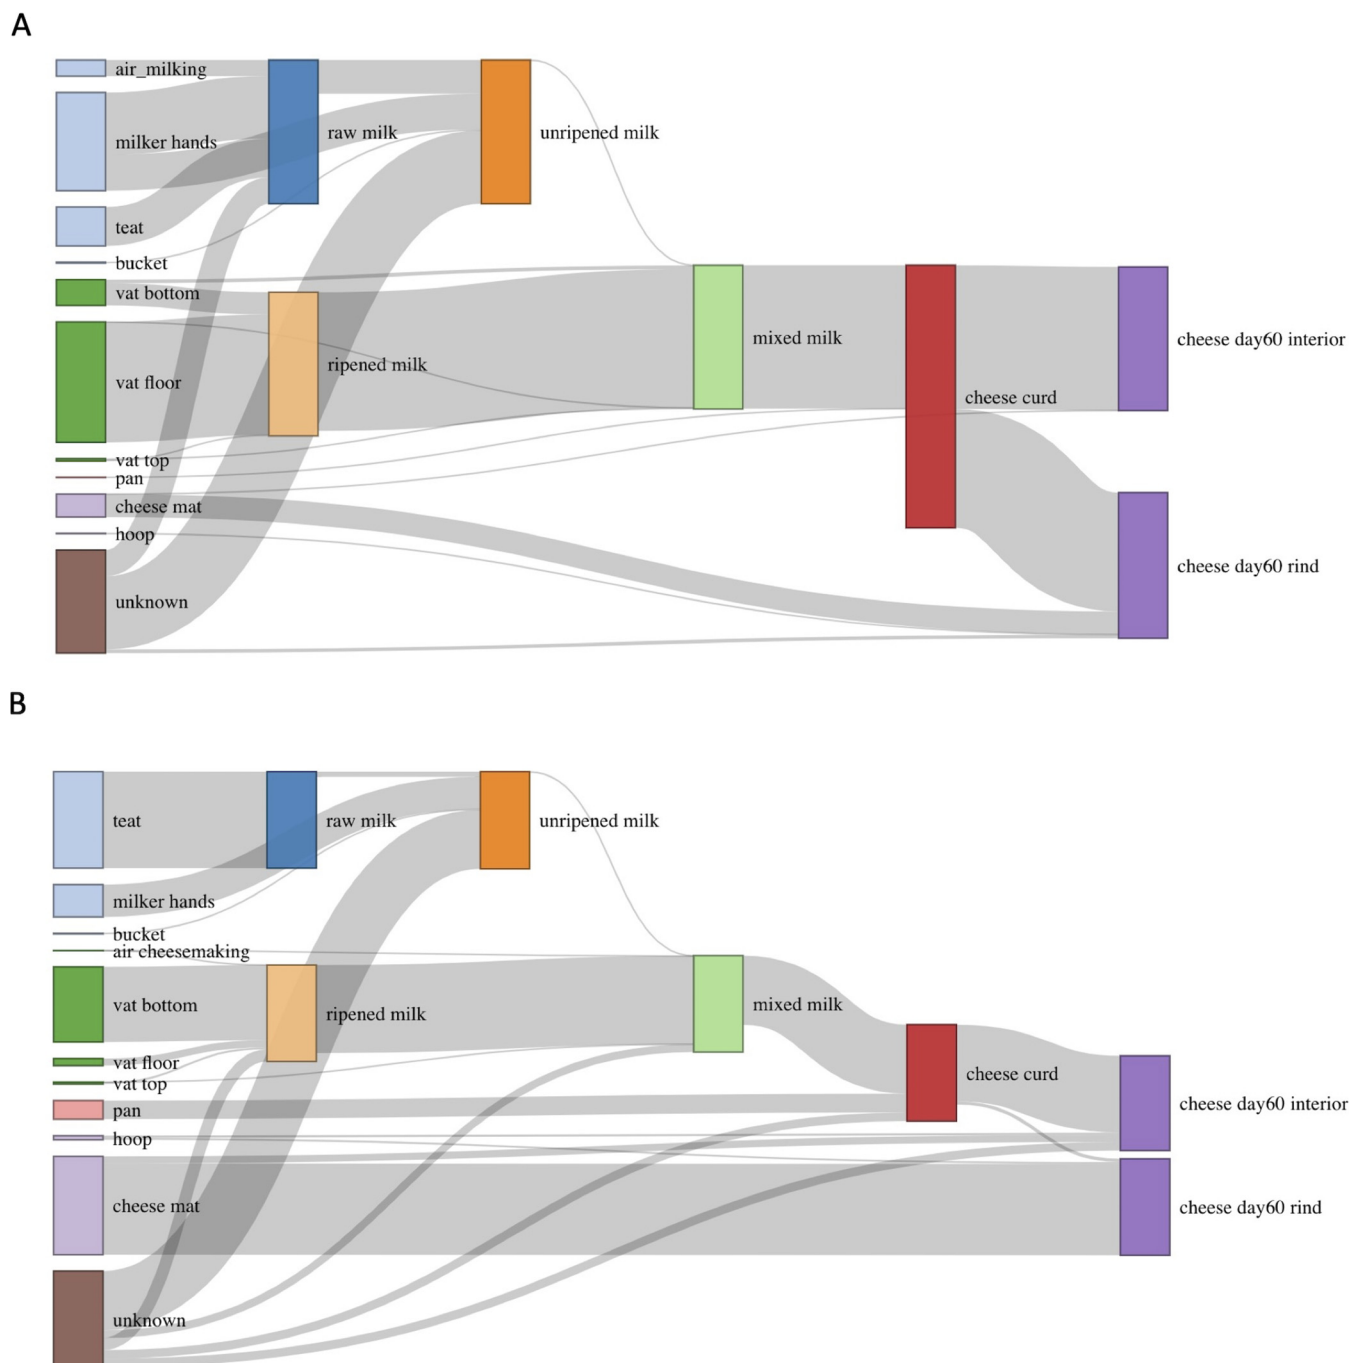 A
air_milking
milker hands
raw milk
unripened milk
teat
bucket
vat bottom
mixed milk
cheese day60 interior
ripened milk
vat floor
cheese curd
vat top
pan
cheese mat
hoop
cheese day60 rind
unknown
B
teat
raw milk
unripened milk
milker hands
bucket
air cheesemaking
vat bottom
ripened milk
mixed milk
vat floor
cheese curd
vat top
pan
cheese day60 interior
hoop
cheese mat
cheese day60 rind
unknown